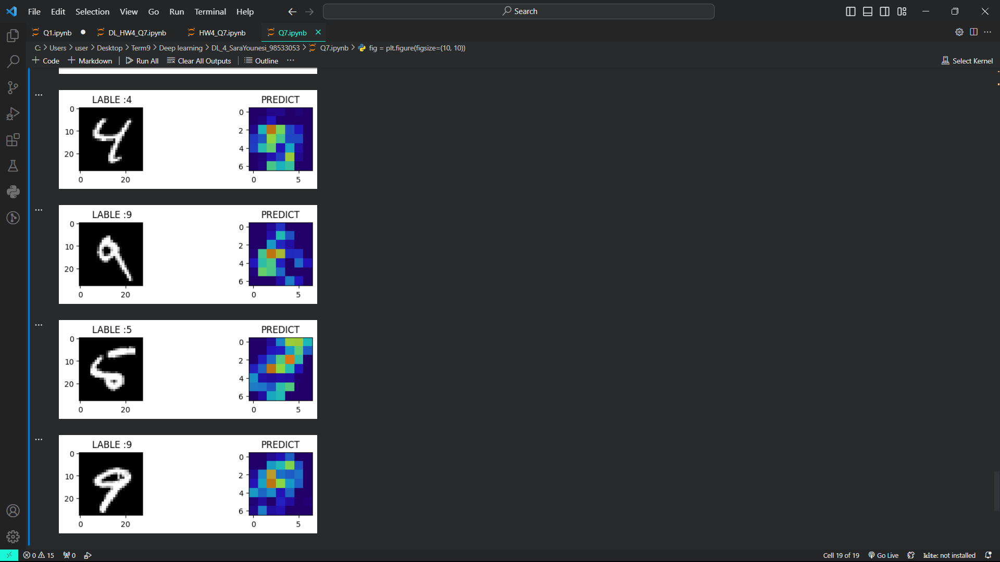 File Edit Selection View Go Run Terminal Help
Search
Q1.ipynb DL_HW4_Q7.ipynb HW4_Q7.ipynb Q7.ipynb
C: > Users > user > Desktop > Term9 > Deep learning > DL_4_SaraYounesi_98533053 > Q7.ipynb > fig = plt.figure(figsize=(10, 10))
+ Code + Markdown | Run All Clear All Outputs | Outline ... Select Kernel
LABLE :4 PREDICT
0 0
2
10
4
20
6
0 20 0 5
4
LABLE :9 PREDICT
0 0
2
10
4
20
6
0 20 0 5
9
LABLE :5 PREDICT
0 0
2
10
4
20
6
0 20 0 5
5
LABLE :9 PREDICT
0 0
2
10
4
20
6
0 20 0 5
9
0 15 0 Cell 19 of 19 Go Live kite: not installed